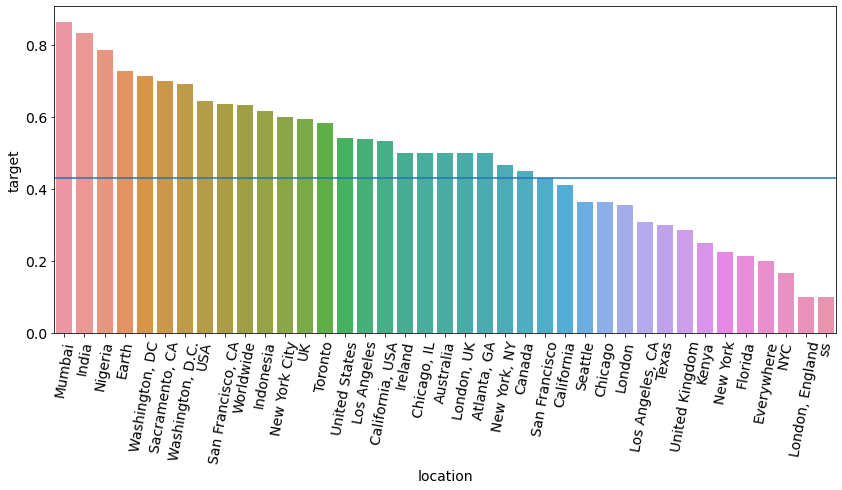 target
0.8
0.6
0.4
0.2
0.0
Mumbai
India
Nigeria
Earth
Washington, DC
Sacramento, CA
Washington, D.C.
USA
San Francisco, CA
Worldwide
Indonesia
New York City
UK
Toronto
United States
Los Angeles
California, USA
Ireland
Chicago, IL
Australia
London, UK
Atlanta, GA
New York, NY
Canada
San Francisco
California
Seattle
Chicago
London
Los Angeles, CA
Texas
United Kingdom
Kenya
New York
Florida
Everywhere
NYC
London, England
ss
location